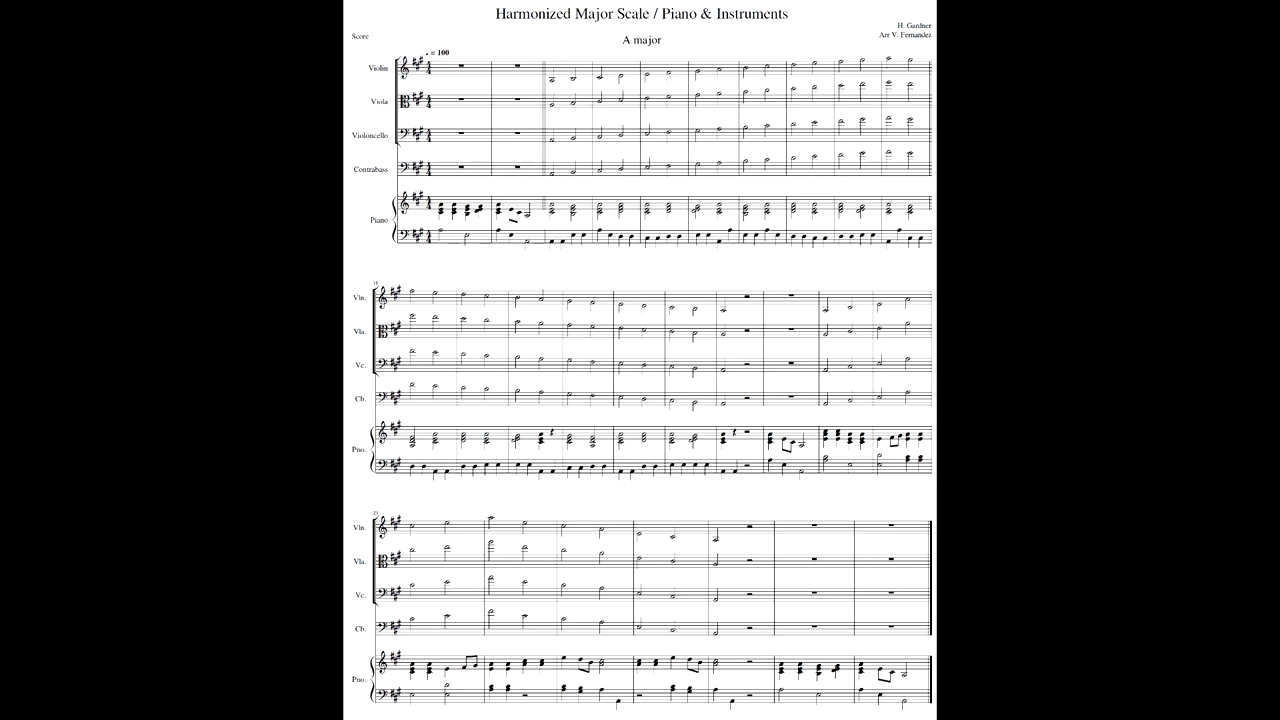 Harmonized Major Scale / Piano & Instruments
H. Gardner
Score
Arr V. Fernandez
A major
= 100
Violin
Viola
Violoncello
Contrabass
Piano
Vln.
Vla.
Vc.
Cb.
Pno.
Vln.
Vla.
Vc.
Cb.
Pno.